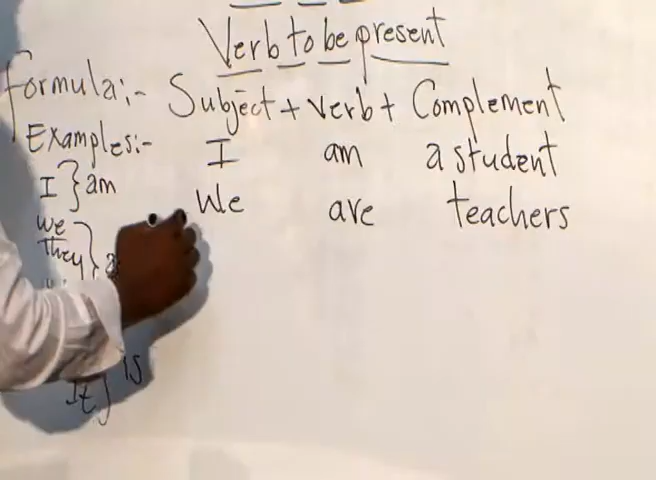 Verb to be present
Formula:- Subject + verb + Complement
Examples:- I am a student
I } am
We are teachers
we
They }
It } is